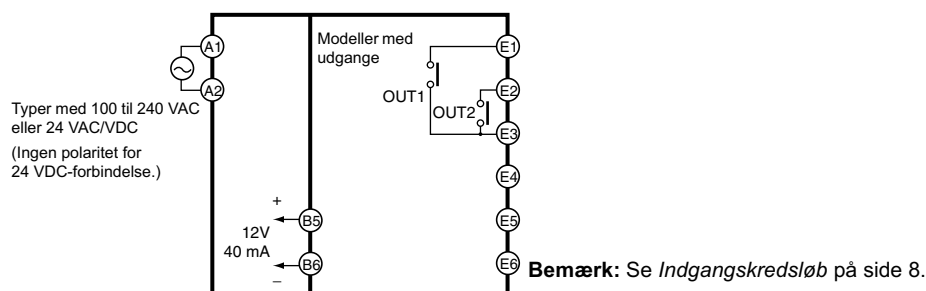 A1
A2
Typer med 100 til 240 VAC
eller 24 VAC/VDC
(Ingen polaritet for
24 VDC-forbindelse.)
Modeller med
udgange
OUT1
OUT2
E1
E2
E3
E4
E5
E6
+
12V
40 mA
–
B5
B6
Bemærk: Se Indgangskredsløb på side 8.